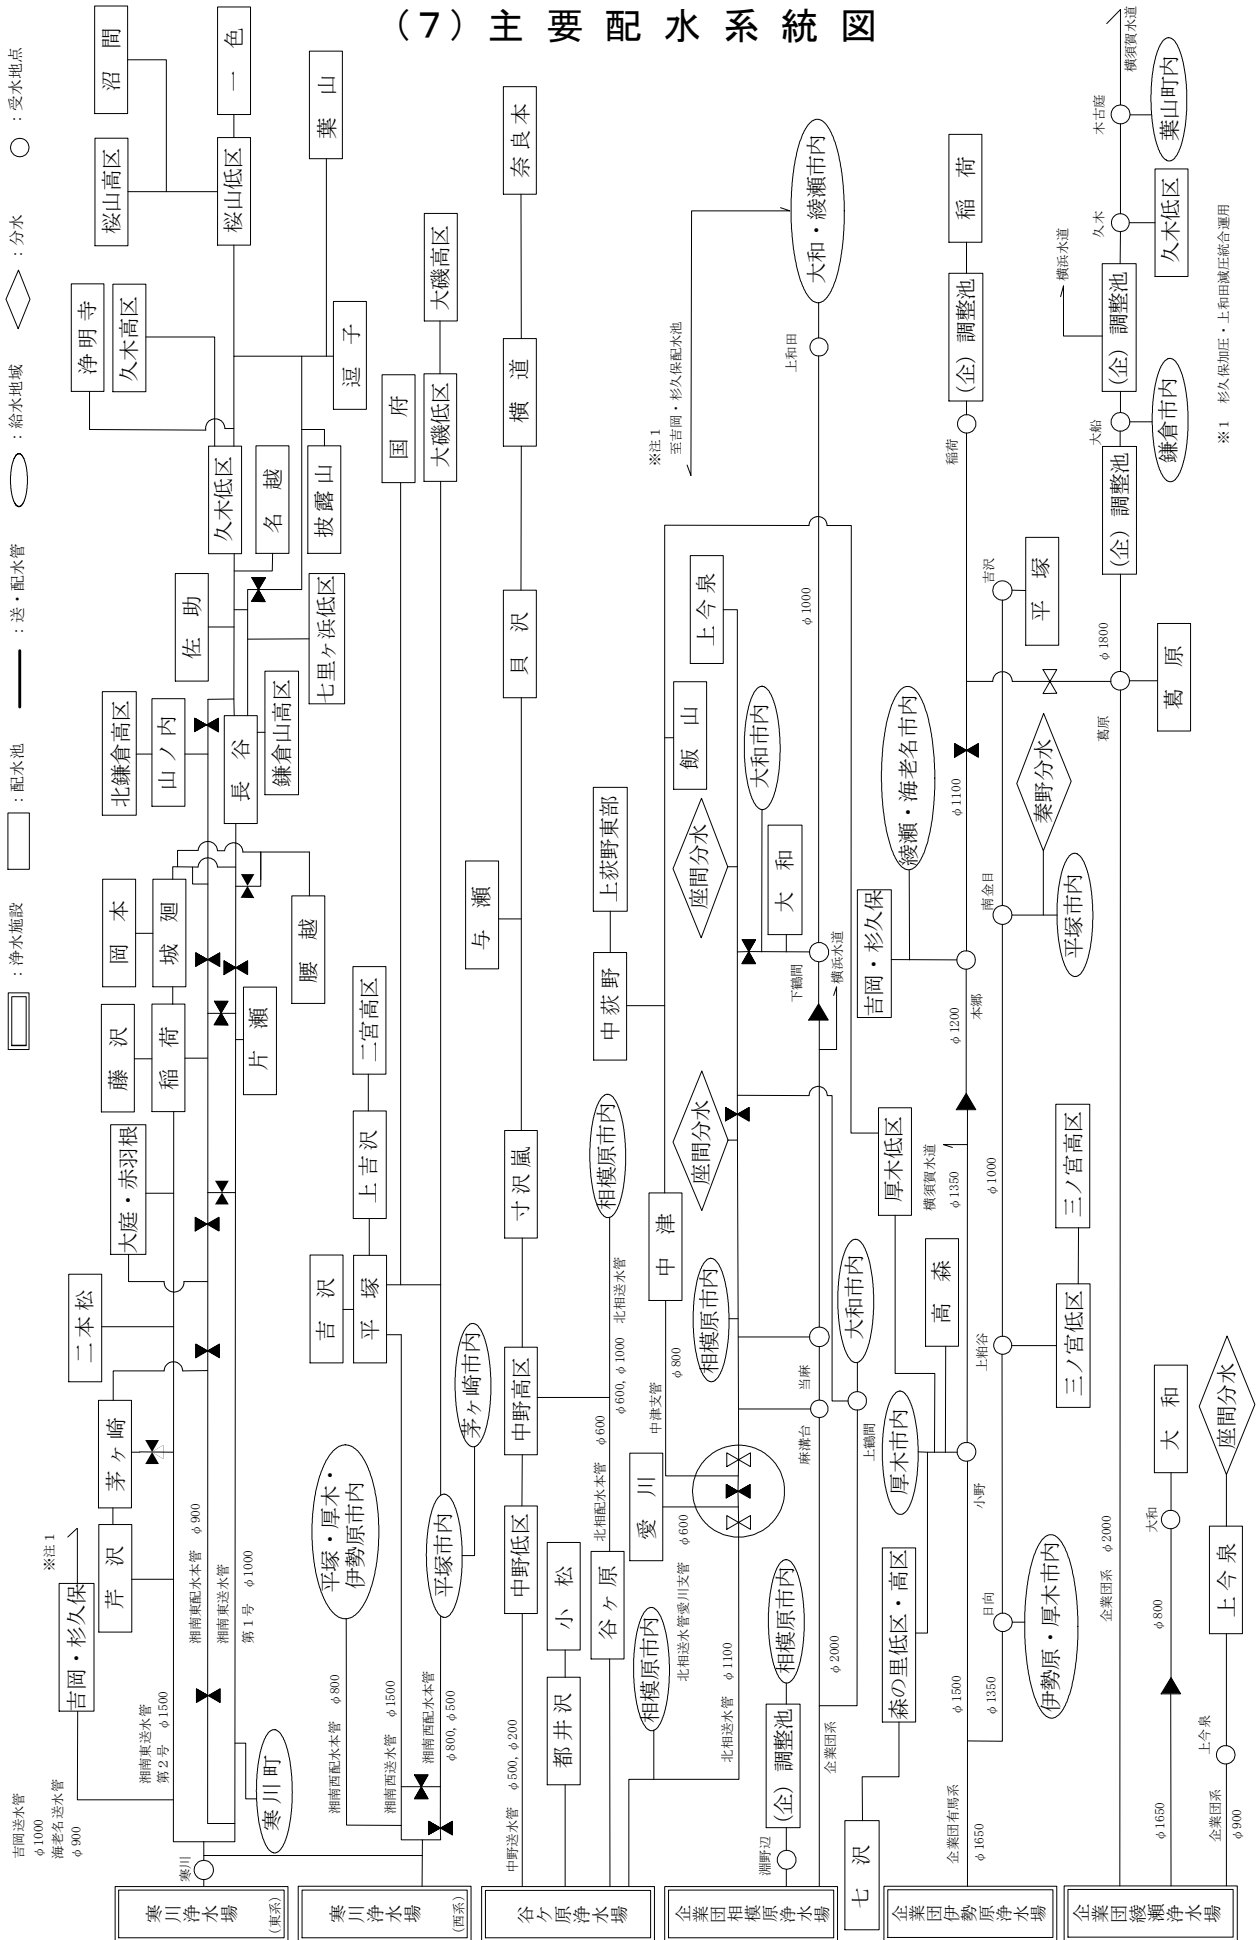 (7) 主要配水系統図
：浄水施設
：配水池
：送・配水管
：給水地域
：分水
：受水地点
吉岡送水管
φ1000
海老名送水管
φ900
吉岡・杉久保
※注1
湘南東送水管
第2号 φ1500
湘南東配水本管 φ900
湘南東送水管
第1号 φ1000
寒川
寒川浄水場
(東系)
寒川町
芹沢
茅ヶ崎
二本松
大庭・赤羽根
藤沢
稲荷
岡本
城廻
片瀬
腰越
北鎌倉高区
山ノ内
長谷
鎌倉山高区
佐助
七里ヶ浜低区
名越
披露山
久木低区
浄明寺
久木高区
逗子
葉山
桜山高区
桜山低区
沼間
一色
寒川浄水場
(西系)
湘南西配水本管 φ800
湘南西送水管 φ1500
湘南西配水本管
φ800, φ500
平塚・厚木・
伊勢原市内
平塚市内
茅ヶ崎市内
吉沢
平塚
上吉沢
二宮高区
国府
大磯低区
大磯高区
谷ヶ原浄水場
中野送水管 φ500, φ200
中野低区
中野高区
寸沢嵐
与瀬
貝沢
横道
奈良本
都井沢
小松
谷ヶ原
北相配水本管 φ600
φ600, φ1000 北相送水管
相模原市内
相模原市内
北相送水管 φ1100
北相送水管愛川支管 φ600
愛川
中津支管 φ800
中津
相模原市内
座間分水
中荻野
上荻野東部
飯山
座間分水
上今泉
大和市内
大和
厚木低区
企業団相模原浄水場
淵野辺
(企) 調整池
相模原市内
企業団系 φ2000
麻溝台
当麻
上鶴間
大和市内
横浜水道
下鶴間
φ1000
上和田
大和・綾瀬市内
※注1
至吉岡・杉久保配水池
企業団伊勢原浄水場
七沢
森の里低区・高区
企業団有馬系
φ1650
φ1500
φ1350
日向
伊勢原・厚木市内
小野
厚木市内
高森
横須賀水道
φ1350
φ1000
上粕谷
三ノ宮低区
三ノ宮高区
φ1200
本郷
吉岡・杉久保
綾瀬・海老名市内
φ1100
南金目
平塚市内
秦野分水
吉沢
平塚
稲荷
(企) 調整池
稲荷
企業団綾瀬浄水場
企業団系 φ2000
葛原
葛原
φ1800
(企) 調整池
大船
鎌倉市内
(企) 調整池
横浜水道
久木
久木低区
木古庭
葉山町内
横須賀水道
φ1650
φ800
大和
大和
企業団系
φ900
上今泉
上今泉
座間分水
※1 杉久保加圧・上和田減圧統合運用